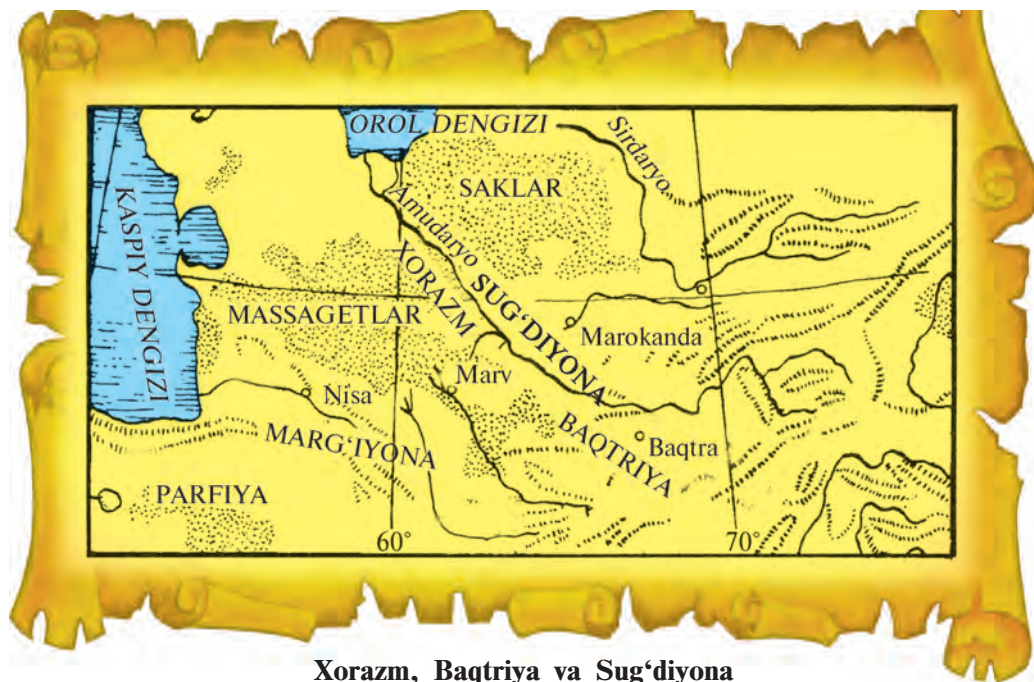 OROL DENGIZI
Sirdaryo
SAKLAR
KASPIY DENGIZI
Amudaryo
XORAZM
SUG‘DIYONA
MASSAGETLAR
Marokanda
Marv
Nisa
MARG‘IYONA
BAQTRIYA
Baqtra
PARFIYA
60°
70°
Xorazm, Baqtriya va Sug‘diyona